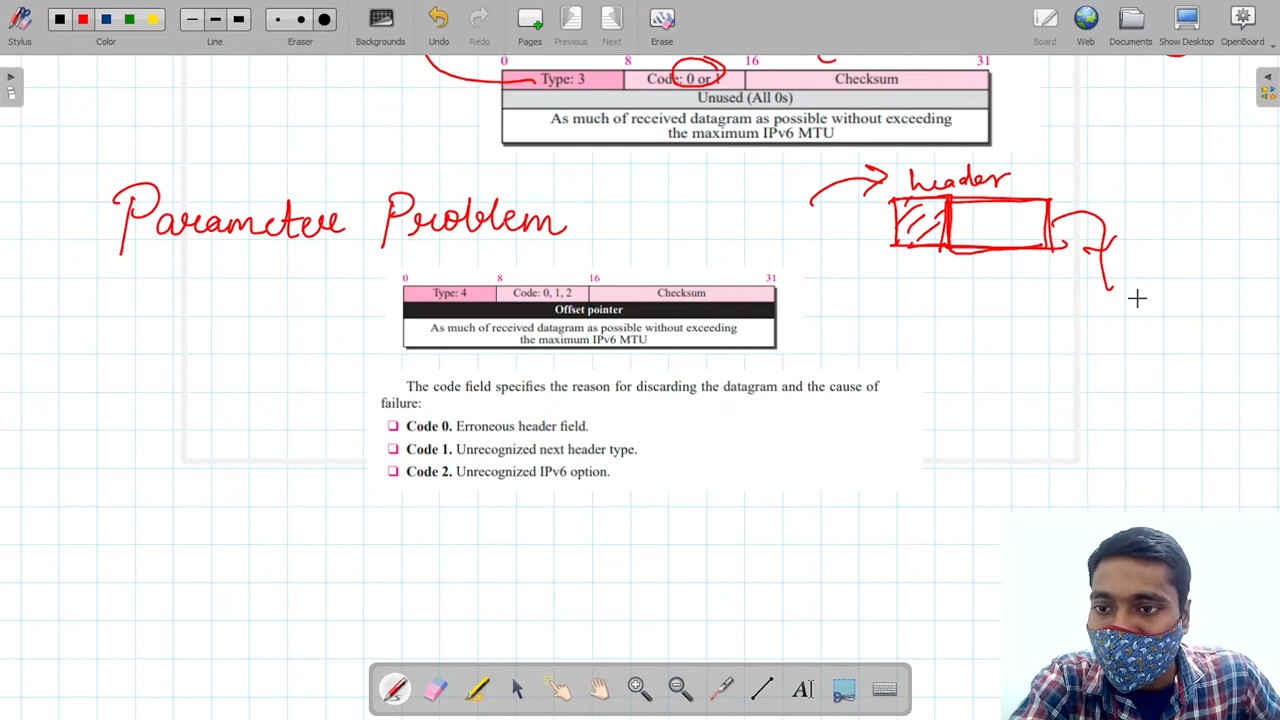 Stylus
Color
Line
Eraser
Backgrounds
Undo
Redo
Pages
Previous
Next
Erase
Board
Web
Documents
Show Desktop
OpenBoard
0 8 16 31
Type: 3 Code: 0 or 1 Checksum
Unused (All 0s)
As much of received datagram as possible without exceeding
the maximum IPv6 MTU
header
Parameter Problem
0 8 16 31
Type: 4 Code: 0, 1, 2 Checksum
Offset pointer
As much of received datagram as possible without exceeding
the maximum IPv6 MTU
The code field specifies the reason for discarding the datagram and the cause of
failure:
❑ Code 0. Erroneous header field.
❑ Code 1. Unrecognized next header type.
❑ Code 2. Unrecognized IPv6 option.